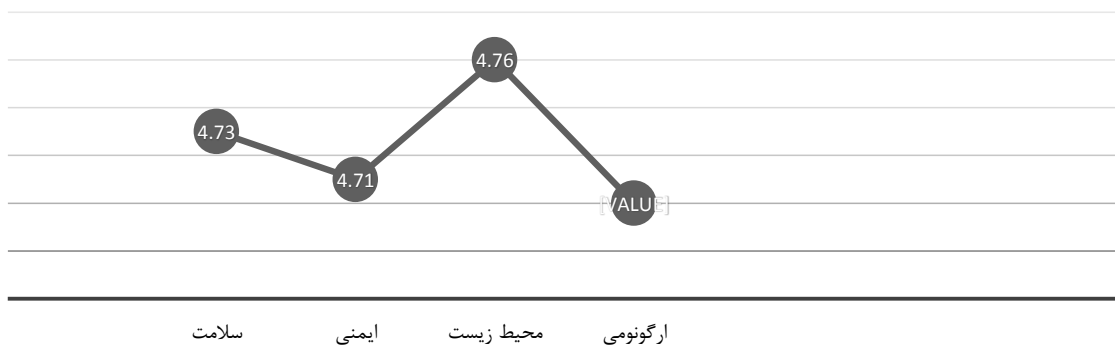 4.76
4.73
4.71
[VALUE]
سلامت
ایمنی
محیط زیست
ارگونومی